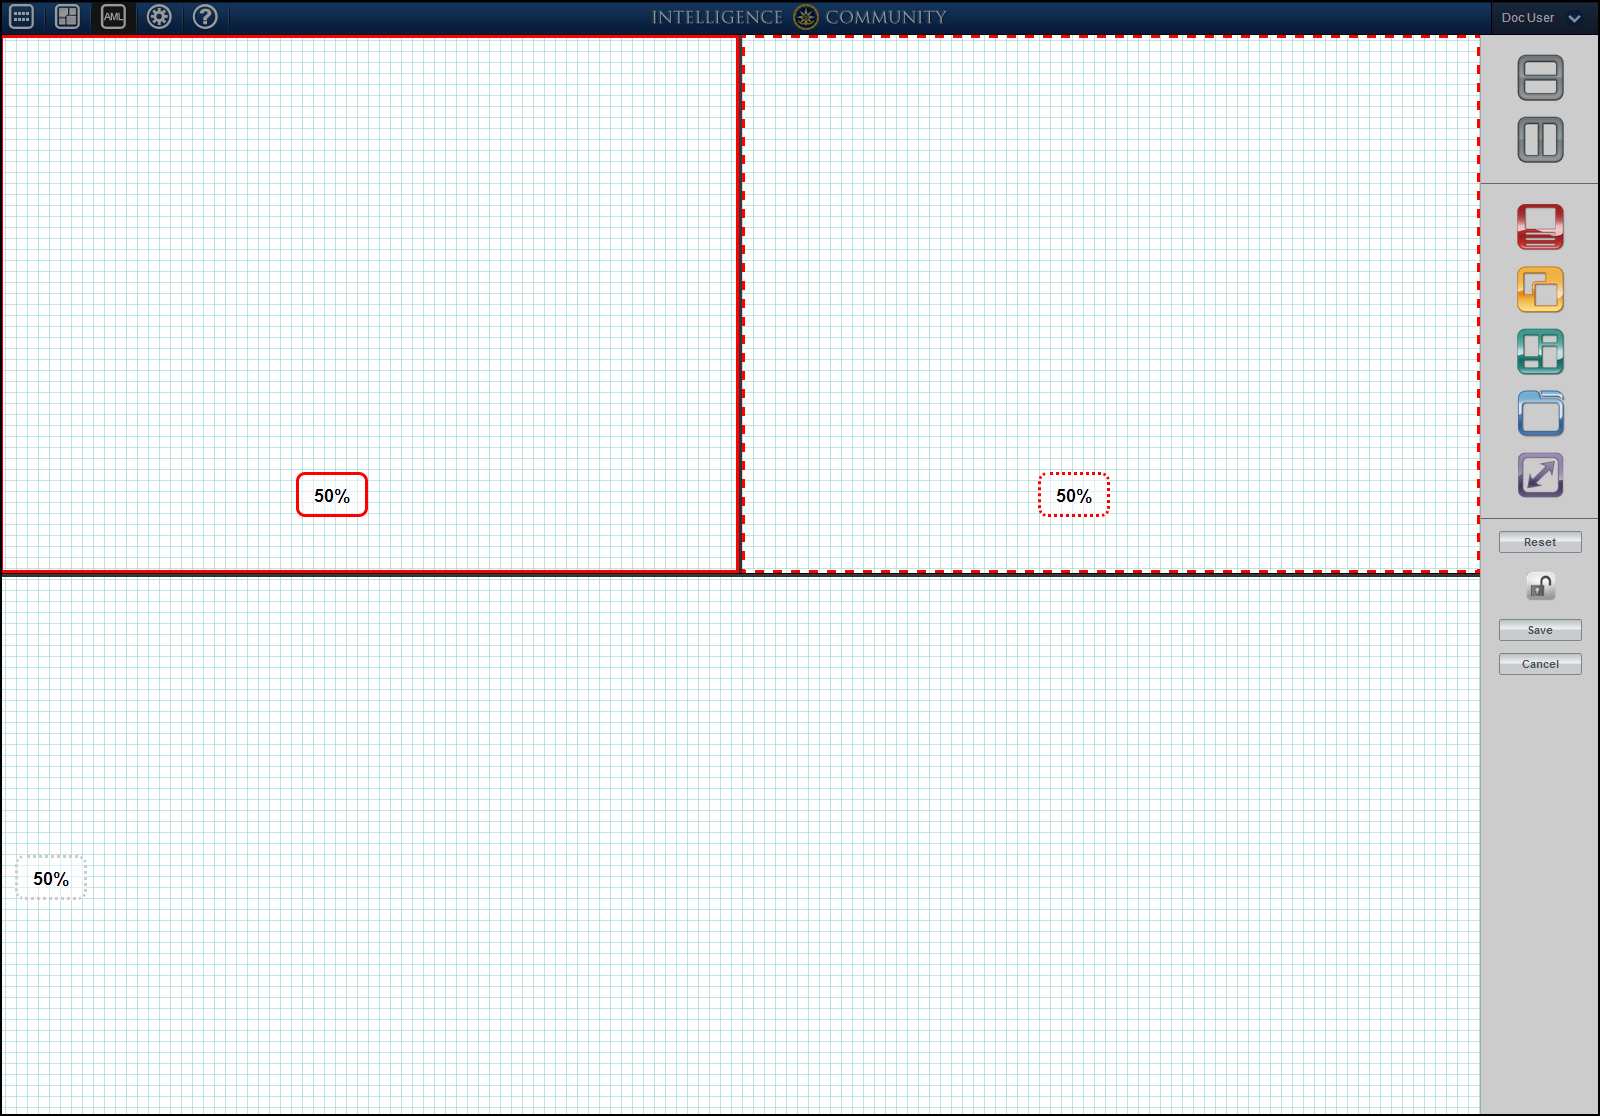 AML
INTELLIGENCE COMMUNITY
Doc User
?
50%
50%
Reset
Save
Cancel
50%